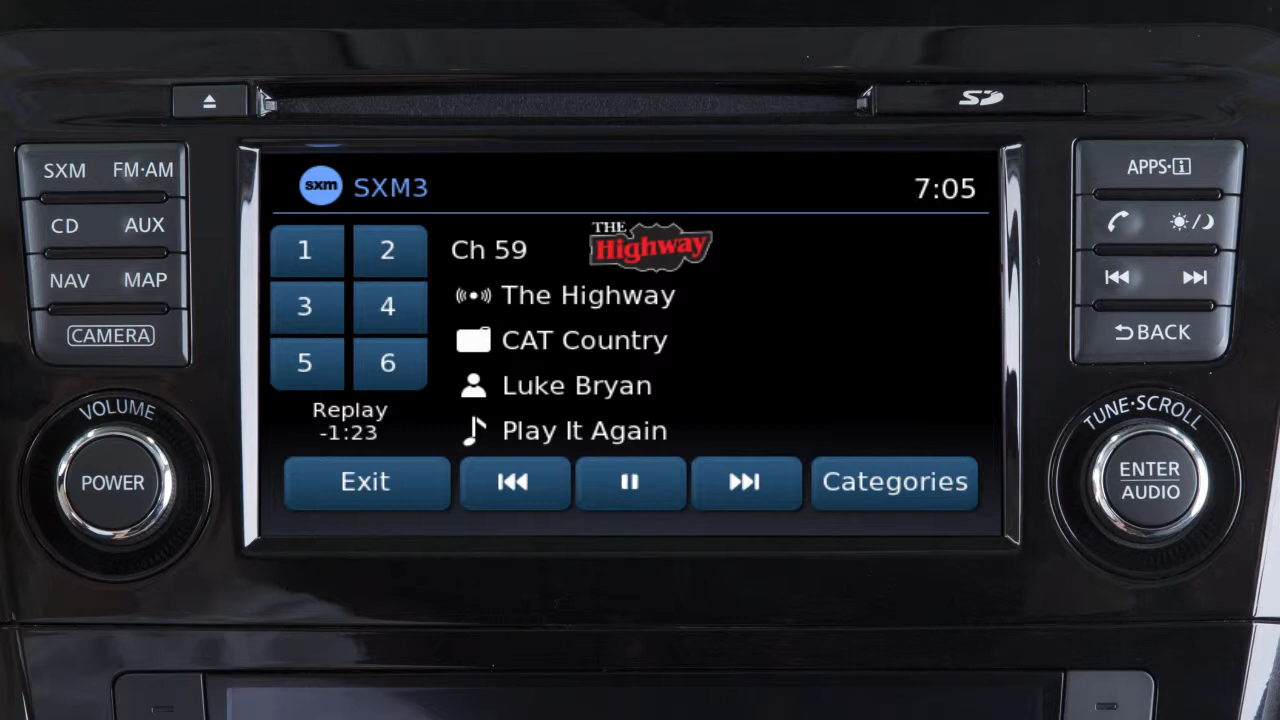 SD
SXM FM·AM
CD AUX
NAV MAP
CAMERA
VOLUME
POWER
sxm SXM3 7:05
1 2
3 4
5 6
Replay
-1:23
Ch 59 THE Highway
The Highway
CAT Country
Luke Bryan
Play It Again
Exit Categories
APPS·i
BACK
TUNE·SCROLL
ENTER
AUDIO